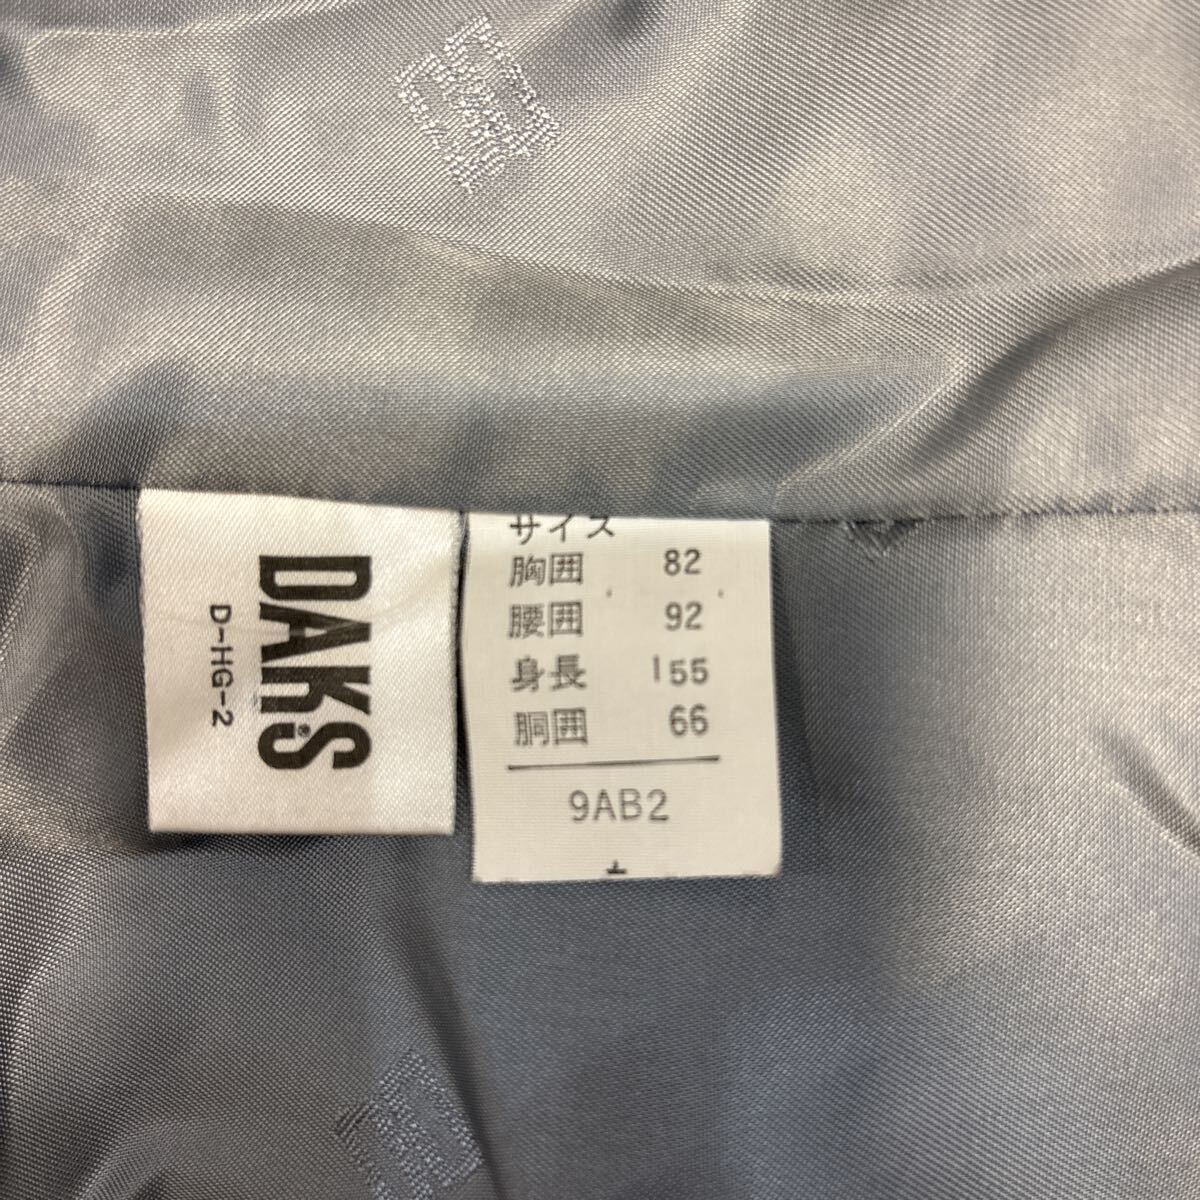 DAKS®
D-HG-2
サイズ
胸囲 82
腰囲 92
身長 155
胴囲 66
9AB2